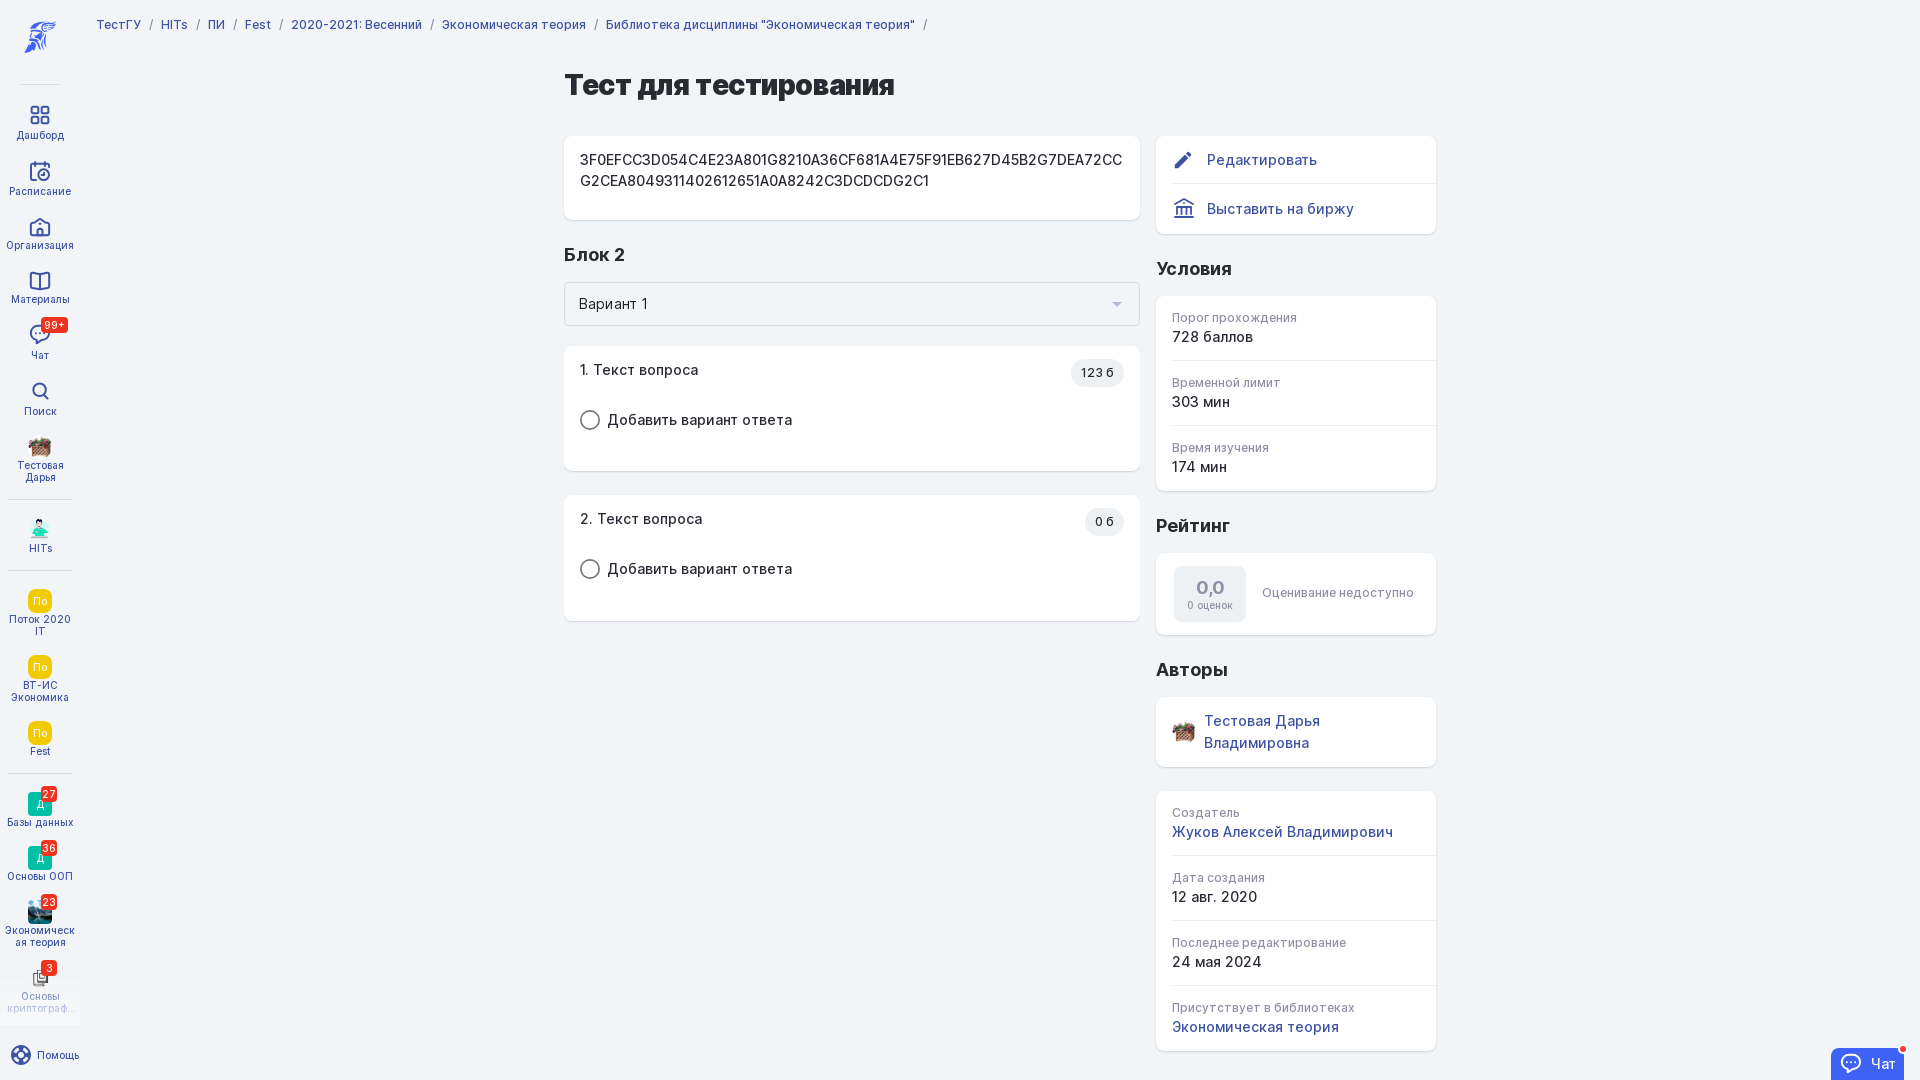 ТестГУ / HITs / ПИ / Fest / 2020-2021: Весенний / Экономическая теория / Библиотека дисциплины "Экономическая теория" /
Дашборд
Расписание
Организация
Материалы
99+
Чат
Поиск
Тестовая
Дарья
HITs
По
Поток 2020
IT
По
ВТ-ИС
Экономика
По
Fest
27
Д
Базы данных
36
Д
Основы ООП
23
Экономическ
ая теория
3
Основы
криптограф...
Помощь
Тест для тестирования
3F0EFCC3D054C4E23A801G8210A36CF681A4E75F91EB627D45B2G7DEA72CC
G2CEA8049311402612651A0A8242C3DCDCDG2C1
Блок 2
Вариант 1
1. Текст вопроса
123 б
Добавить вариант ответа
2. Текст вопроса
0 б
Добавить вариант ответа
Редактировать
Выставить на биржу
Условия
Порог прохождения
728 баллов
Временной лимит
303 мин
Время изучения
174 мин
Рейтинг
0,0
0 оценок
Оценивание недоступно
Авторы
Тестовая Дарья
Владимировна
Создатель
Жуков Алексей Владимирович
Дата создания
12 авг. 2020
Последнее редактирование
24 мая 2024
Присутствует в библиотеках
Экономическая теория
Чат